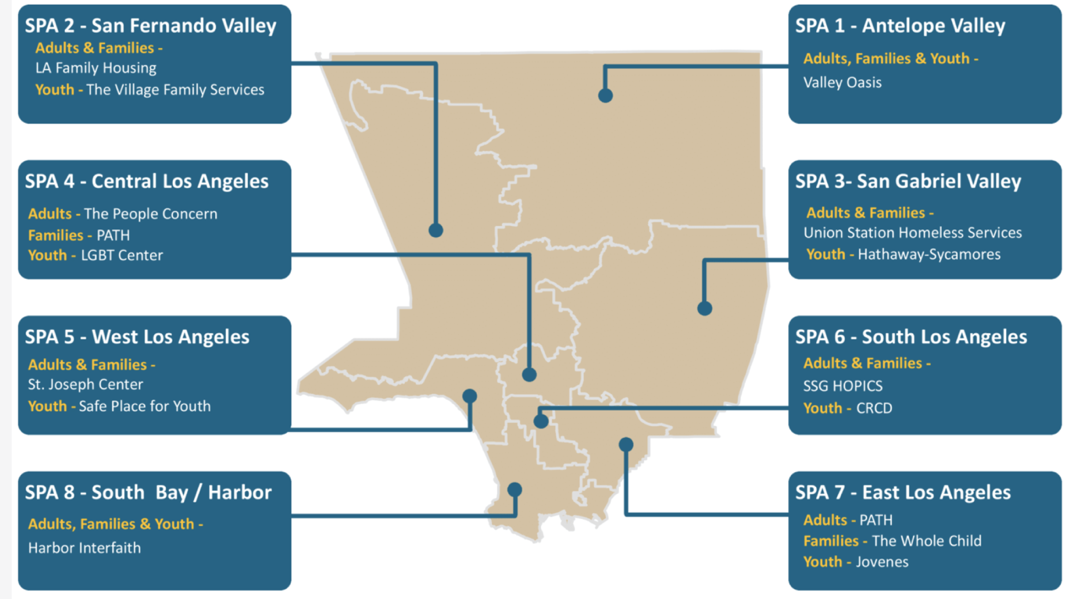 SPA 2 - San Fernando Valley
Adults & Families -
LA Family Housing
Youth - The Village Family Services
SPA 1 - Antelope Valley
Adults, Families & Youth -
Valley Oasis
SPA 4 - Central Los Angeles
Adults - The People Concern
Families - PATH
Youth - LGBT Center
SPA 3- San Gabriel Valley
Adults & Families -
Union Station Homeless Services
Youth - Hathaway-Sycamores
SPA 5 - West Los Angeles
Adults & Families -
St. Joseph Center
Youth - Safe Place for Youth
SPA 6 - South Los Angeles
Adults & Families -
SSG HOPICS
Youth - CRCD
SPA 8 - South Bay / Harbor
Adults, Families & Youth -
Harbor Interfaith
SPA 7 - East Los Angeles
Adults - PATH
Families - The Whole Child
Youth - Jovenes